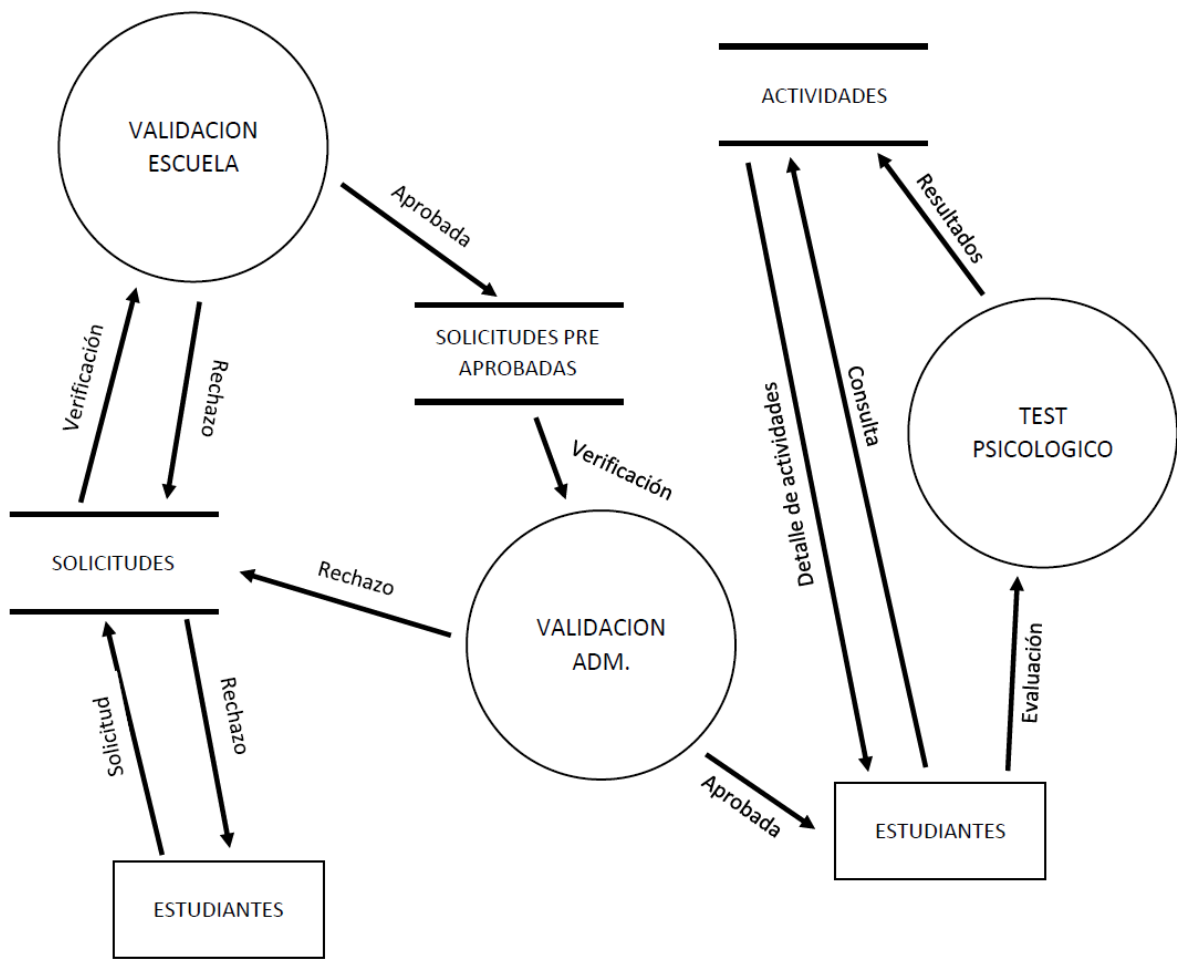 VALIDACION
ESCUELA
Aprobada
Verificación
Rechazo
SOLICITUDES PRE
APROBADAS
Verificación
SOLICITUDES
Rechazo
VALIDACION
ADM.
Solicitud
Rechazo
Aprobada
ESTUDIANTES
ACTIVIDADES
Resultados
Detalle de actividades
Consulta
TEST
PSICOLOGICO
Evaluación
ESTUDIANTES